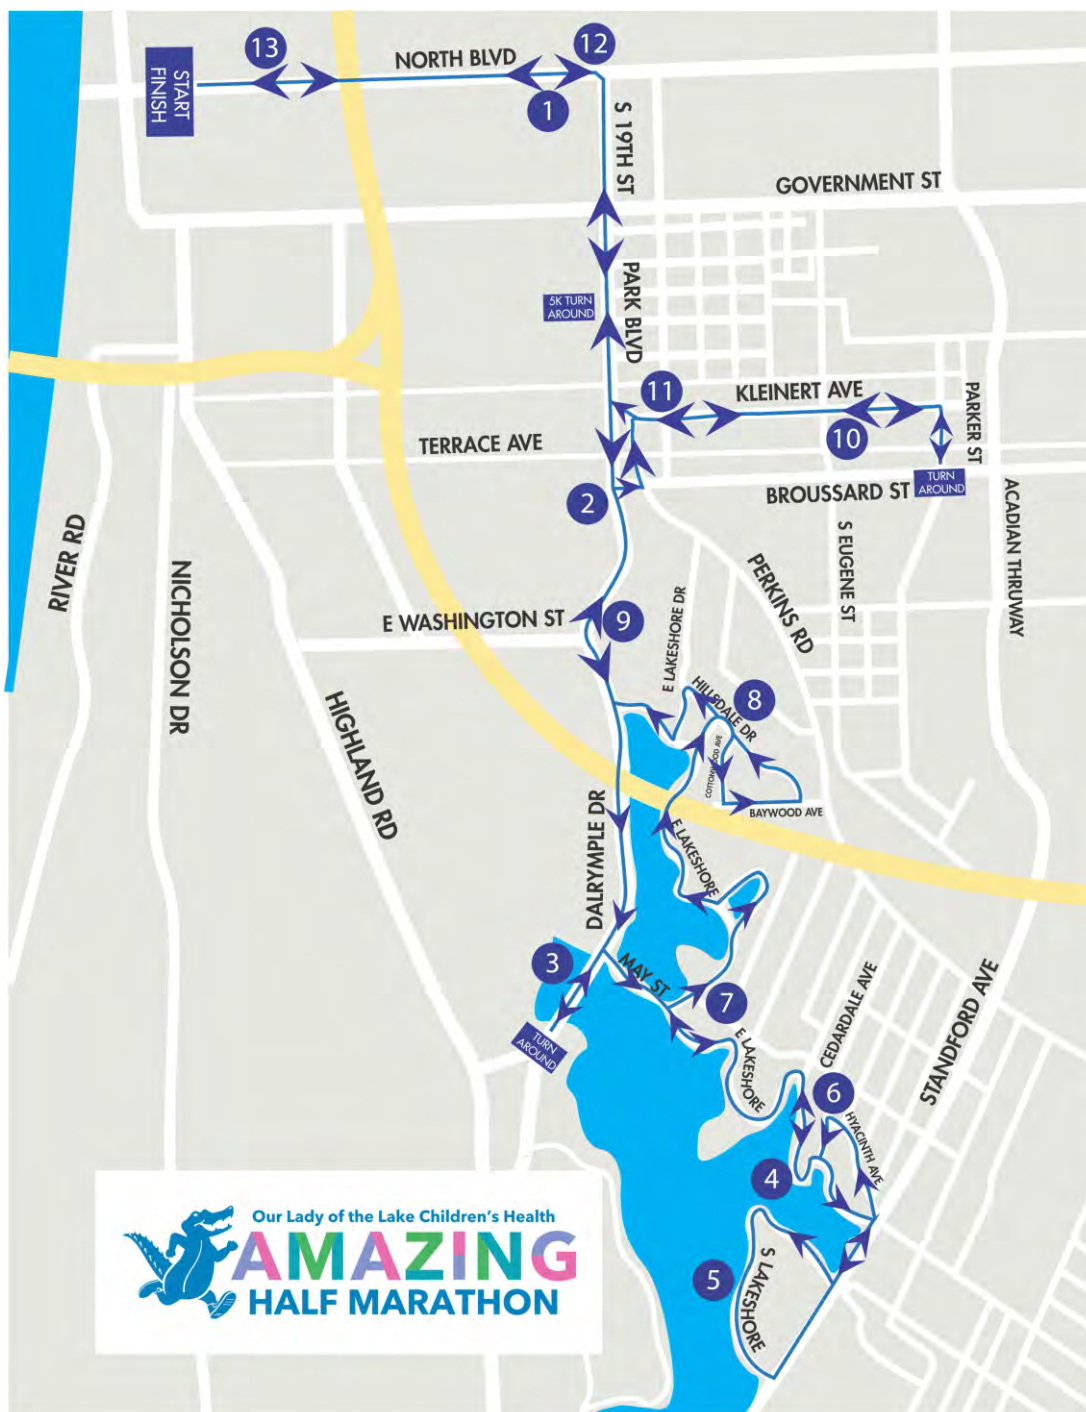 13
12
NORTH BLVD
START
FINISH
1
S 19TH ST
GOVERNMENT ST
PARK BLVD
5K TURN
AROUND
11
KLEINERT AVE
PARKER ST
10
TERRACE AVE
TURN
AROUND
BROUSSARD ST
2
ACADIAN THRUWAY
RIVER RD
S EUGENE ST
NICHOLSON DR
PERKINS RD
E WASHINGTON ST
9
E LAKESHORE DR
HILLSDALE DR
8
HIGHLAND RD
COTTONWOOD AVE
BAYWOOD AVE
DALRYMPLE DR
E LAKESHORE
3
MAY ST
7
CEDARDALE AVE
STANDFORD AVE
TURN
AROUND
E LAKESHORE
6
HYACINTH AVE
4
5
S LAKESHORE
Our Lady of the Lake Children's Health
AMAZING
HALF MARATHON